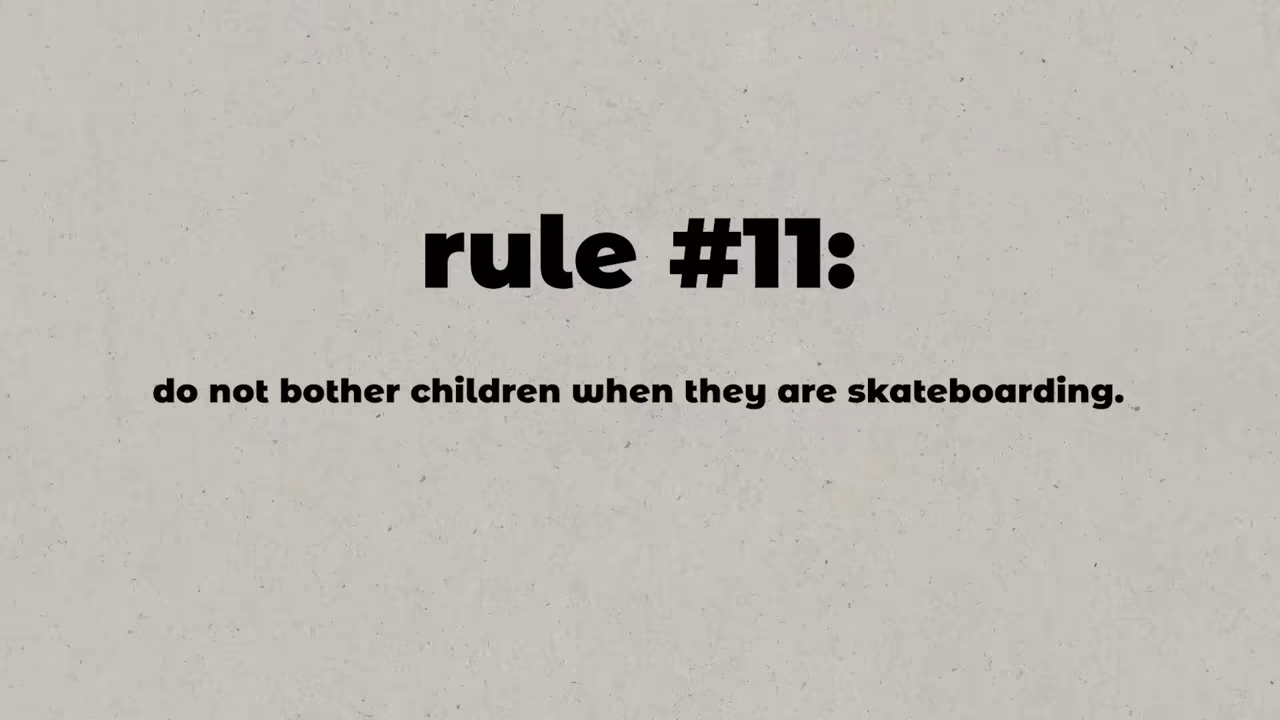 rule #11:
do not bother children when they are skateboarding.